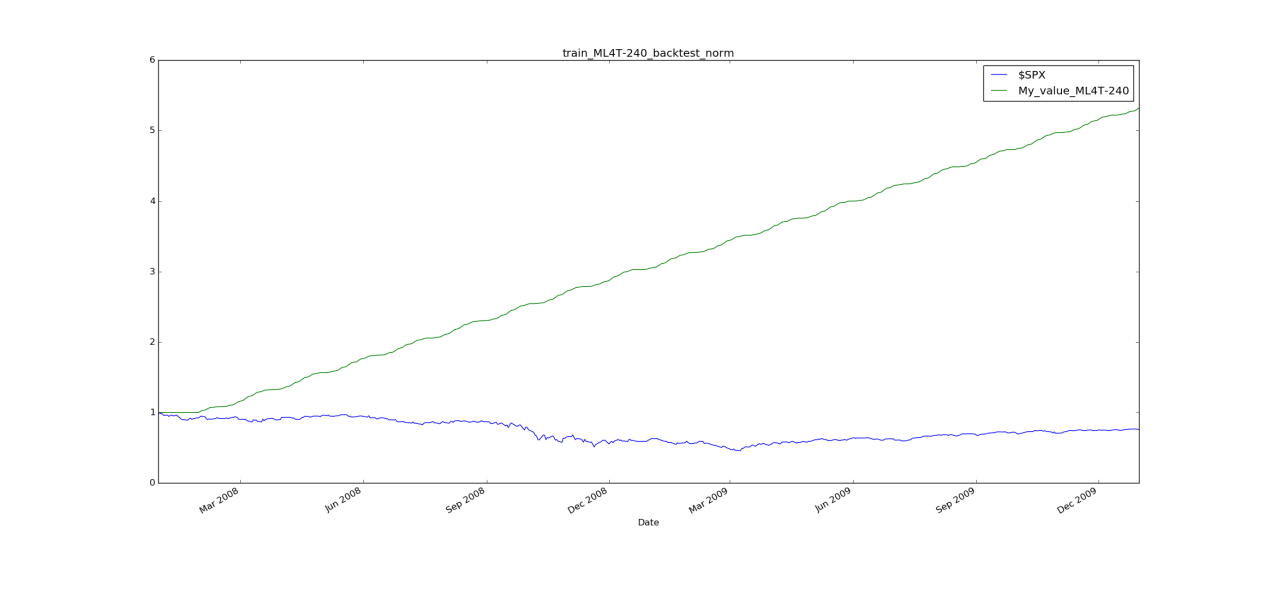 train_ML4T-240_backtest_norm
6
5
4
3
2
1
0
$SPX
My_value_ML4T-240
Mar 2008
Jun 2008
Sep 2008
Dec 2008
Mar 2009
Jun 2009
Sep 2009
Dec 2009
Date